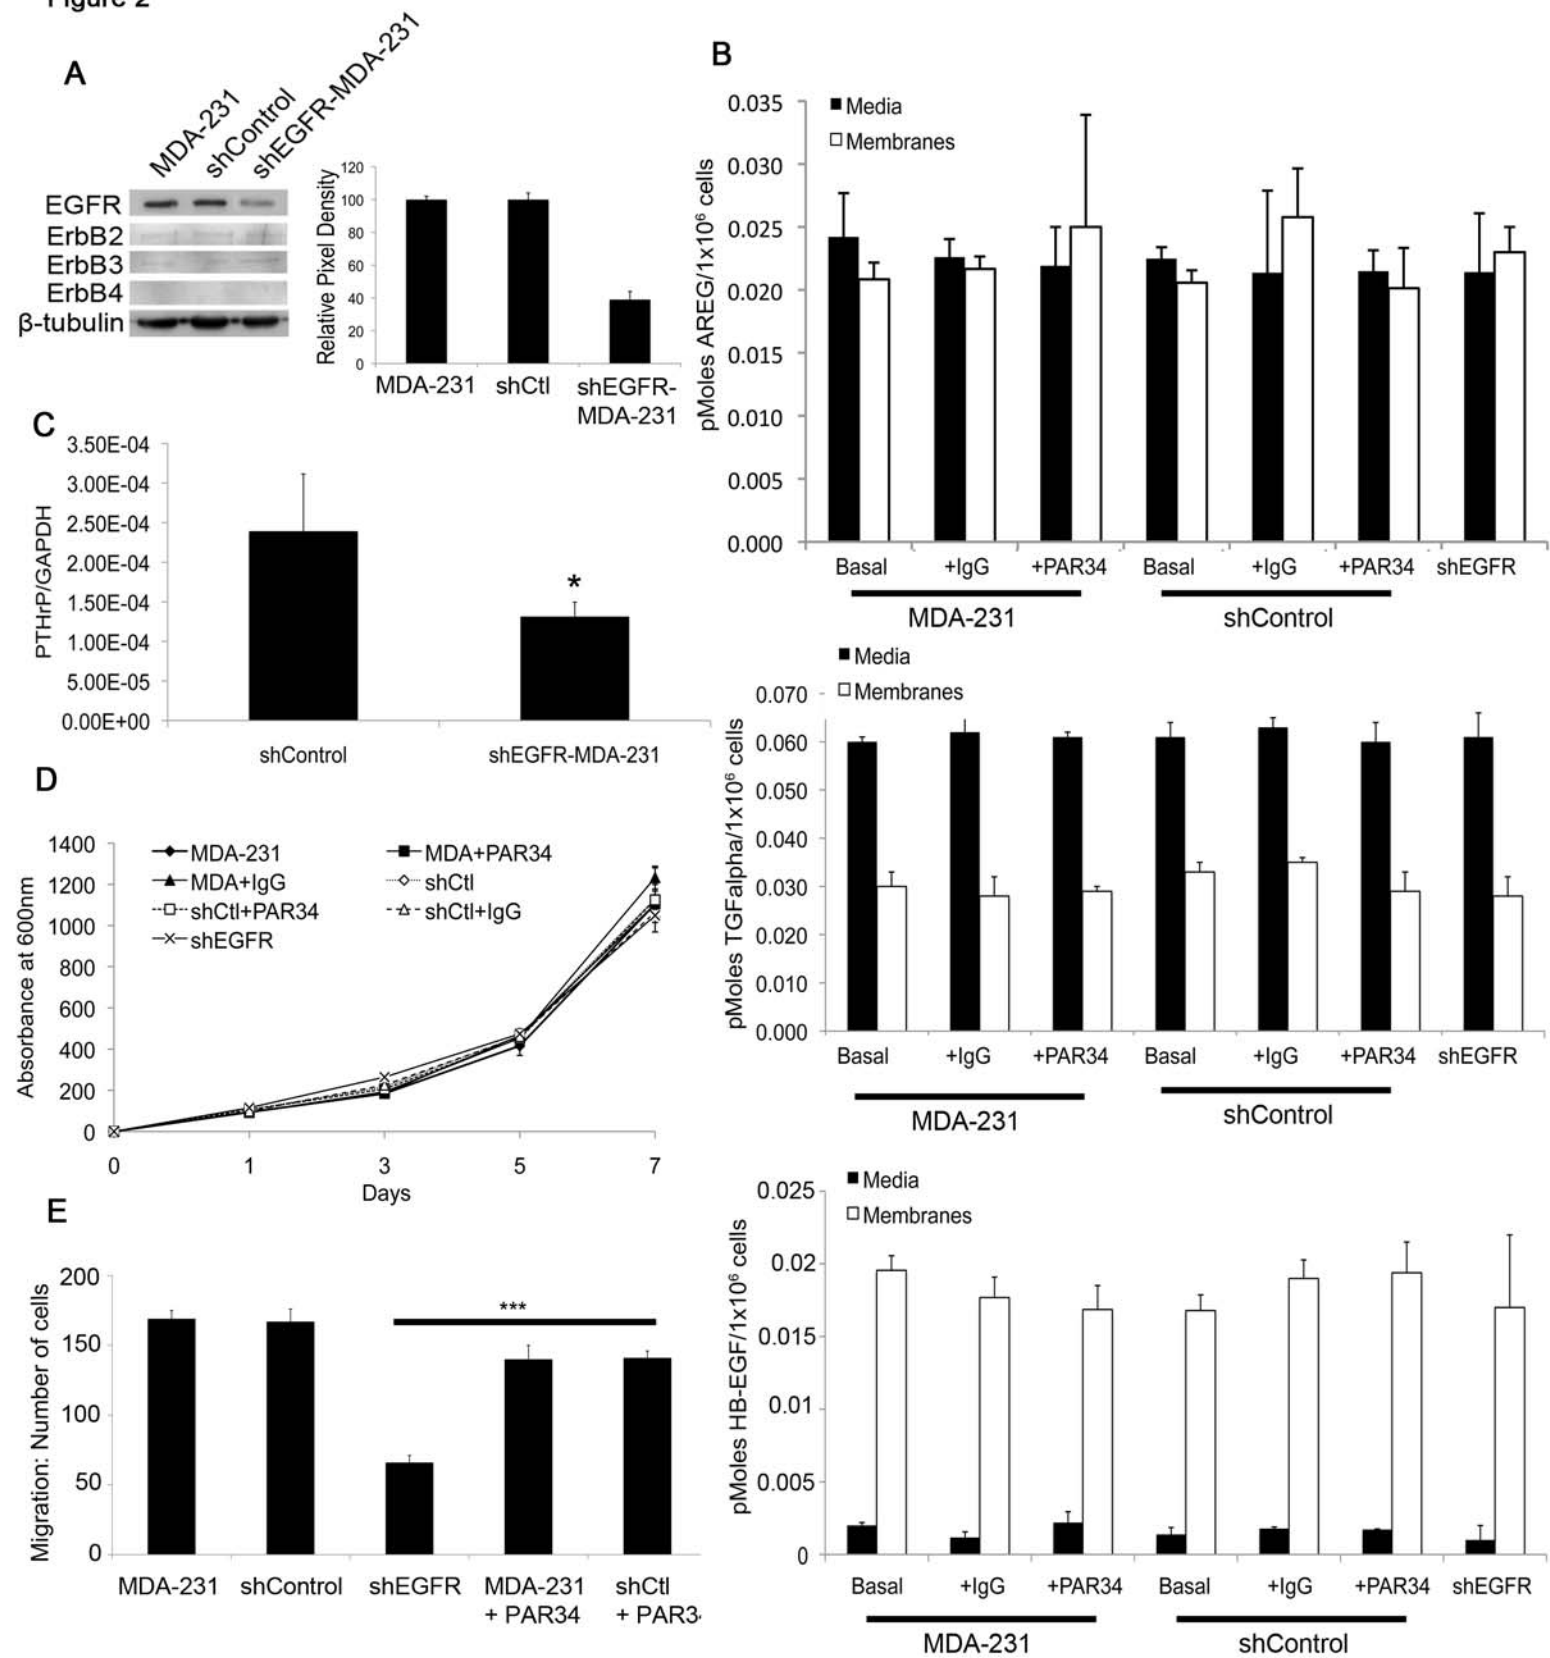 Figure 2
A
MDA-231
shControl
shEGFR-MDA-231
EGFR
ErbB2
ErbB3
ErbB4
β-tubulin
Relative Pixel Density
120
100
80
60
40
20
0
MDA-231
shCtl
shEGFR-
MDA-231
B
Media
Membranes
pMoles AREG/1x10⁶ cells
0.035
0.030
0.025
0.020
0.015
0.010
0.005
0.000
Basal +IgG +PAR34 Basal +IgG +PAR34 shEGFR
MDA-231 shControl
C
PTHrP/GAPDH
3.50E-04
3.00E-04
2.50E-04
2.00E-04
1.50E-04
1.00E-04
5.00E-05
0.00E+00
*
shControl shEGFR-MDA-231
Media
Membranes
pMoles TGFalpha/1x10⁶ cells
0.070
0.060
0.050
0.040
0.030
0.020
0.010
0.000
Basal +IgG +PAR34 Basal +IgG +PAR34 shEGFR
MDA-231 shControl
D
Absorbance at 600nm
1400
1200
1000
800
600
400
200
0
MDA-231 MDA+PAR34
MDA+IgG shCtl
shCtl+PAR34 shCtl+IgG
shEGFR
0 1 3 5 7
Days
Media
Membranes
pMoles HB-EGF/1x10⁶ cells
0.025
0.02
0.015
0.01
0.005
0
Basal +IgG +PAR34 Basal +IgG +PAR34 shEGFR
MDA-231 shControl
E
Migration: Number of cells
200
150
100
50
0
***
MDA-231 shControl shEGFR MDA-231 shCtl
+ PAR34 + PAR34